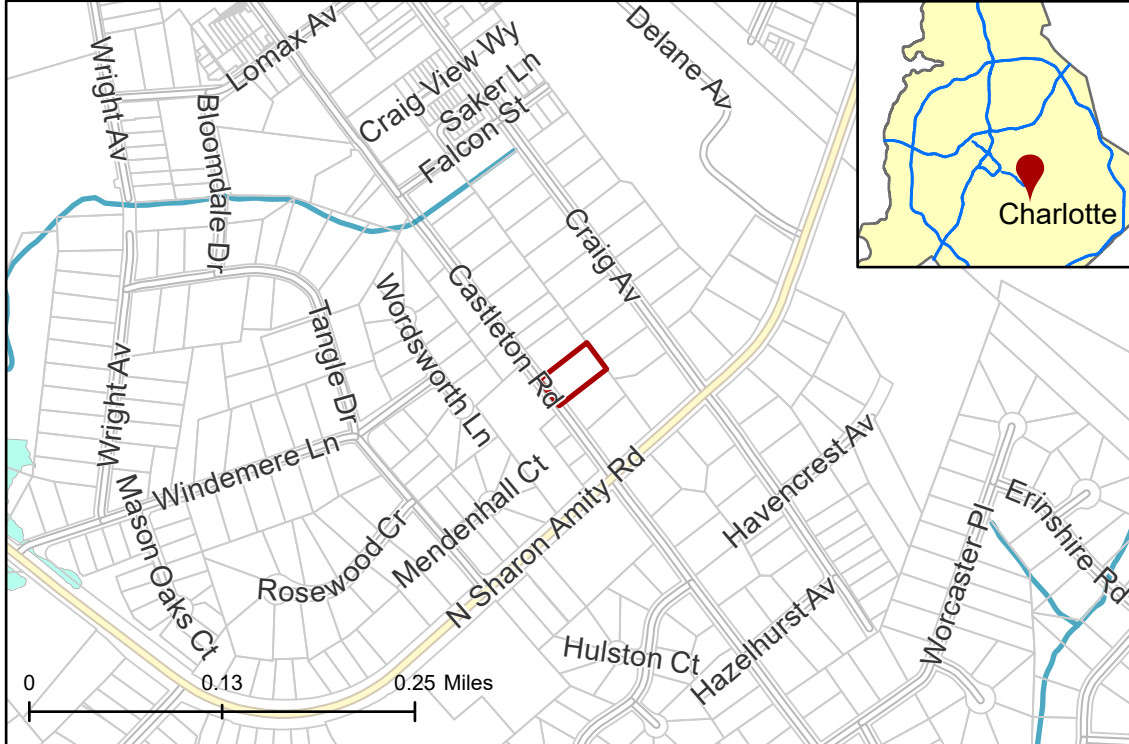 Wright Av
Lomax Av
Bloomdale Dr
Craig View Wy
Saker Ln
Falcon St
Delane Av
Charlotte
Craig Av
Castleton Rd
Wordsworth Ln
Tangle Dr
Wright Av
Windemere Ln
Mason Oaks Ct
Rosewood Cr
Mendenhall Ct
N Sharon Amity Rd
Havencrest Av
Hazelhurst Av
Hulston Ct
Worcaster Pl
Erinshire Rd
0 0.13 0.25 Miles